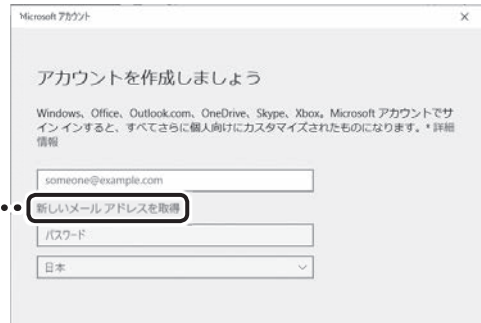 Microsoft アカウント
アカウントを作成しましょう
Windows、Office、Outlook.com、OneDrive、Skype、Xbox。Microsoft アカウントでサ
イン インすると、すべてさらに個人向けにカスタマイズされたものになります。* 詳細
情報
someone@example.com
新しいメール アドレスを取得
パスワード
日本